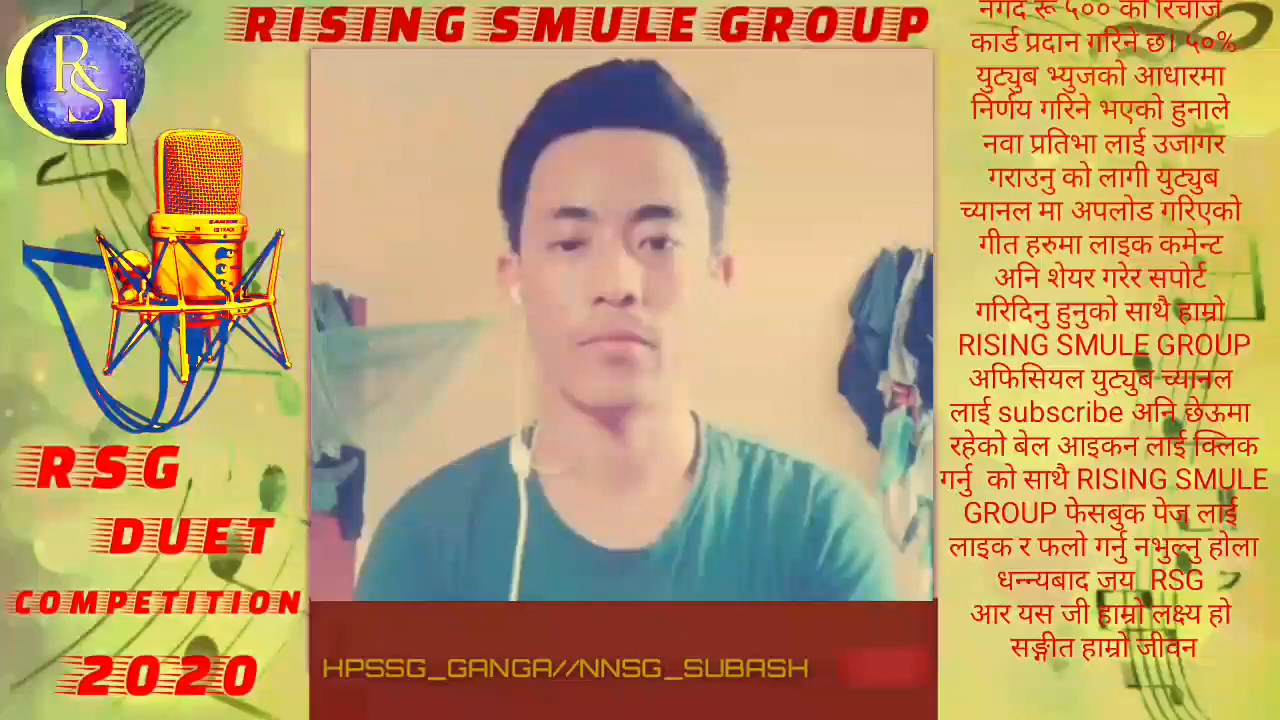 RISING SMULE GROUP
RSG
RSG
DUET
COMPETITION
2020
HPSSG_GANGA//NNSG_SUBASH
नगद रू ५०० को रिचार्ज
कार्ड प्रदान गरिने छ। ५०%
युट्युब भ्युजको आधारमा
निर्णय गरिने भएको हुनाले
नवा प्रतिभा लाई उजागर
गराउनु को लागी युट्युब
च्यानल मा अपलोड गरिएको
गीत हरुमा लाइक कमेन्ट
अनि शेयर गरेर सपोर्ट
गरिदिनु हुनुको साथै हाम्रो
RISING SMULE GROUP
अफिसियल युट्युब च्यानल
लाई subscribe अनि छेऊमा
रहेको बेल आइकन लाई क्लिक
गर्नु को साथै RISING SMULE
GROUP फेसबुक पेज लाई
लाइक र फलो गर्नु नभुल्नु होला
धन्न्यबाद जय RSG
आर यस जी हाम्रो लक्ष्य हो
सङ्गीत हाम्रो जीवन